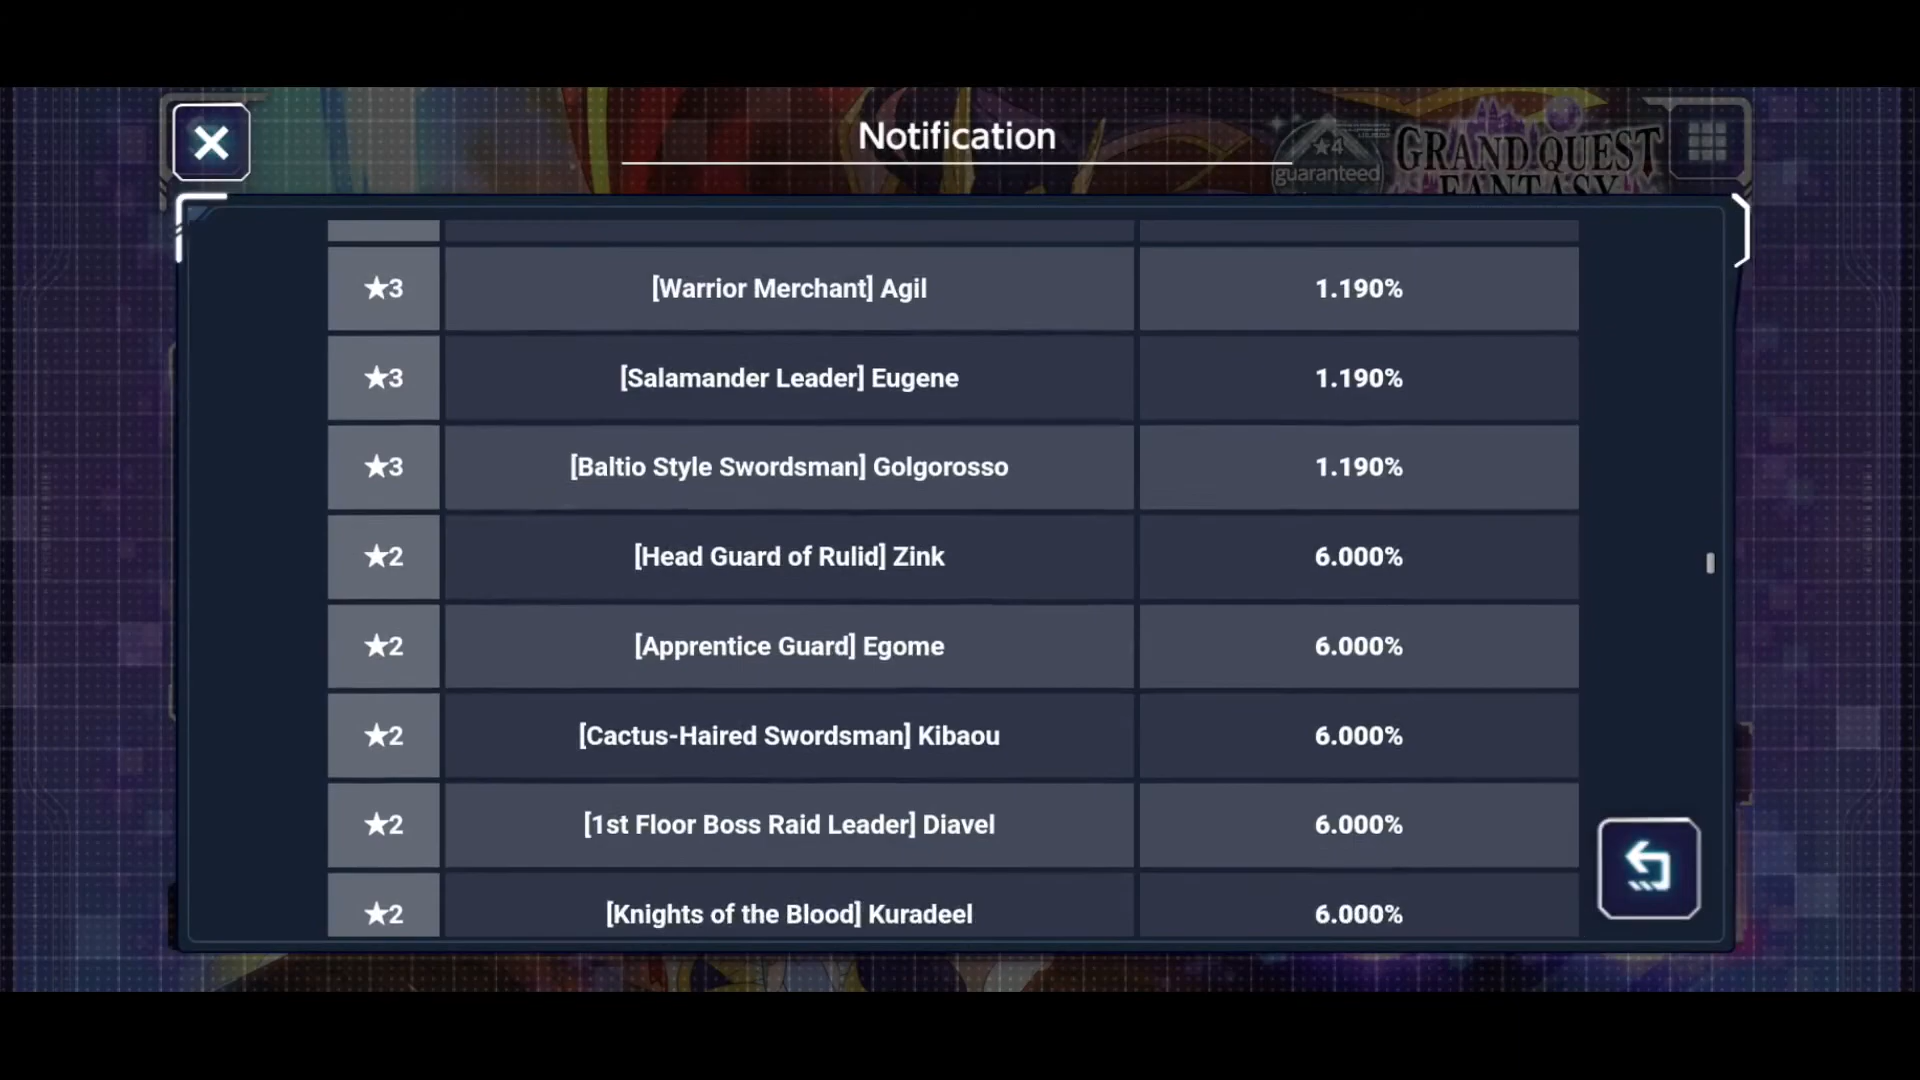 Notification
★4
guaranteed
GRAND QUEST
FANTASY
★3 [Warrior Merchant] Agil 1.190%
★3 [Salamander Leader] Eugene 1.190%
★3 [Baltio Style Swordsman] Golgorosso 1.190%
★2 [Head Guard of Rulid] Zink 6.000%
★2 [Apprentice Guard] Egome 6.000%
★2 [Cactus-Haired Swordsman] Kibaou 6.000%
★2 [1st Floor Boss Raid Leader] Diavel 6.000%
★2 [Knights of the Blood] Kuradeel 6.000%